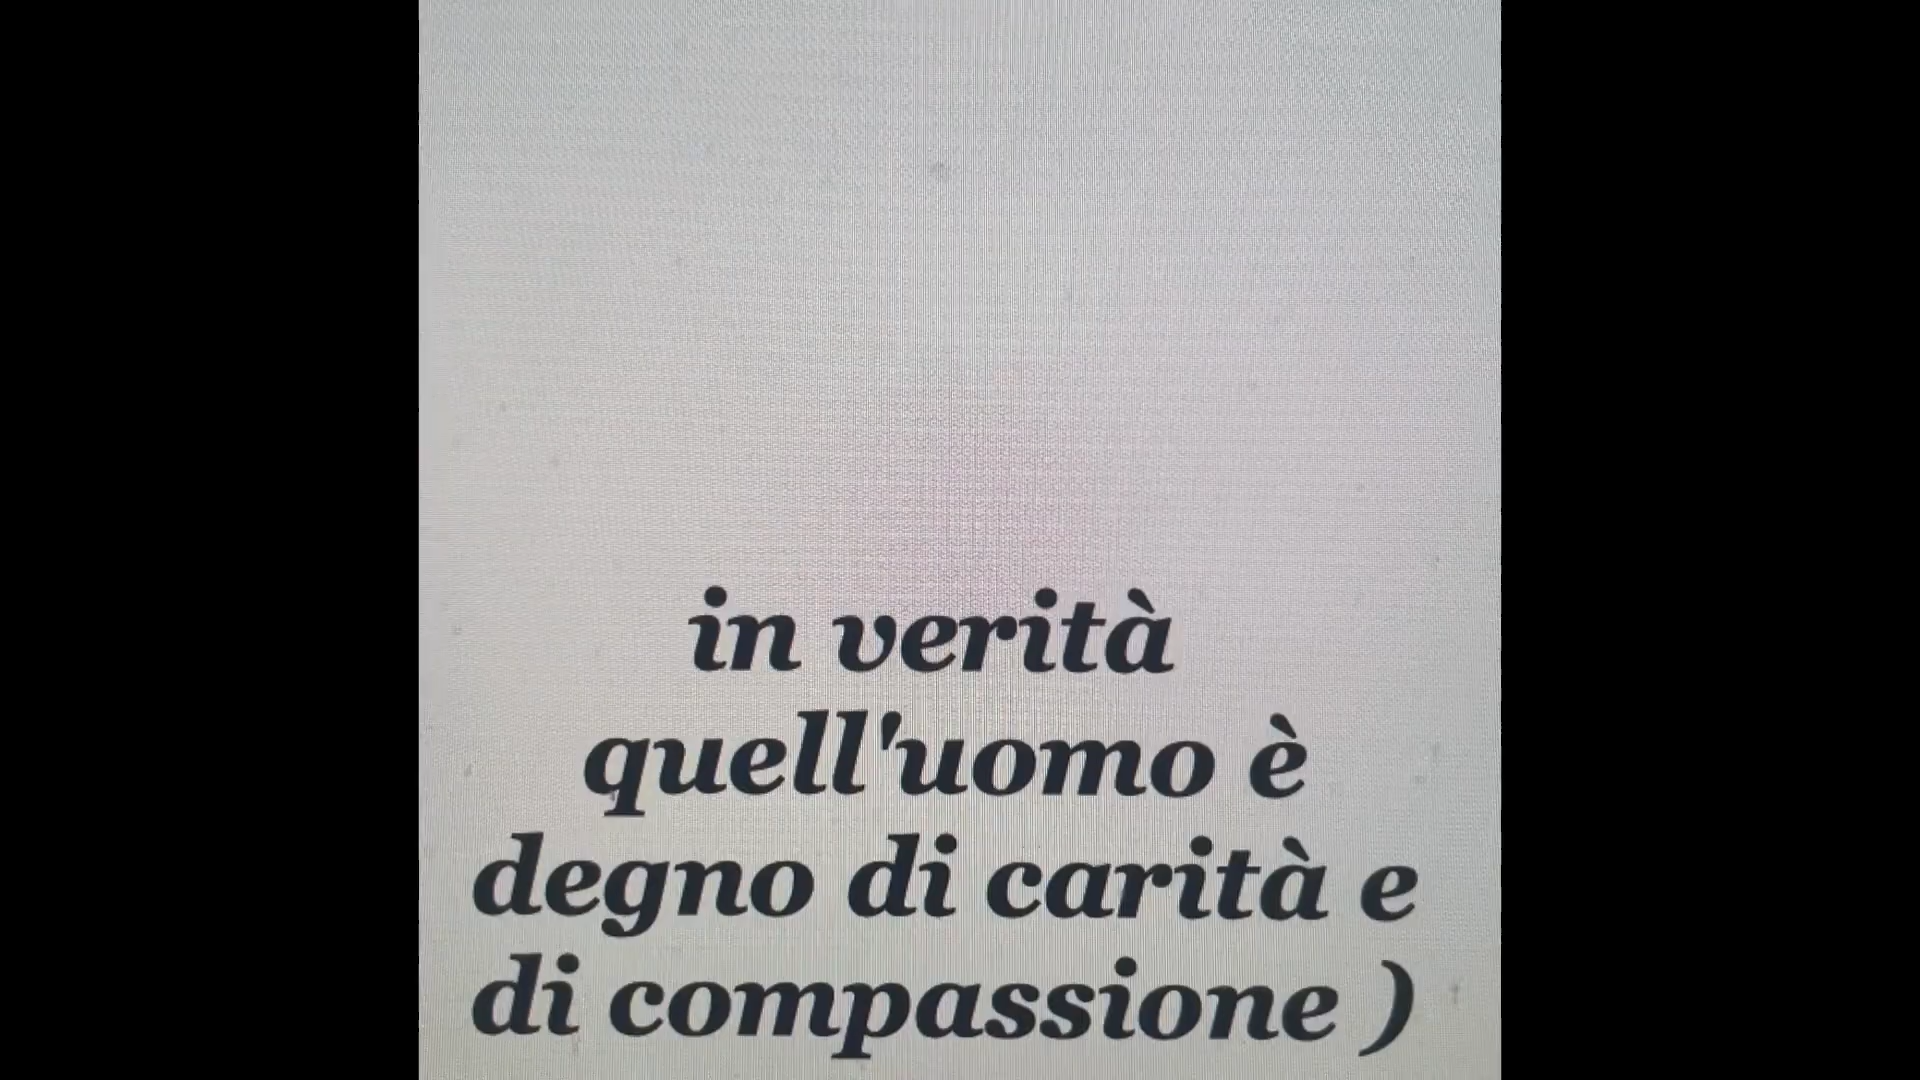 in verità
quell'uomo è
degno di carità e
di compassione )